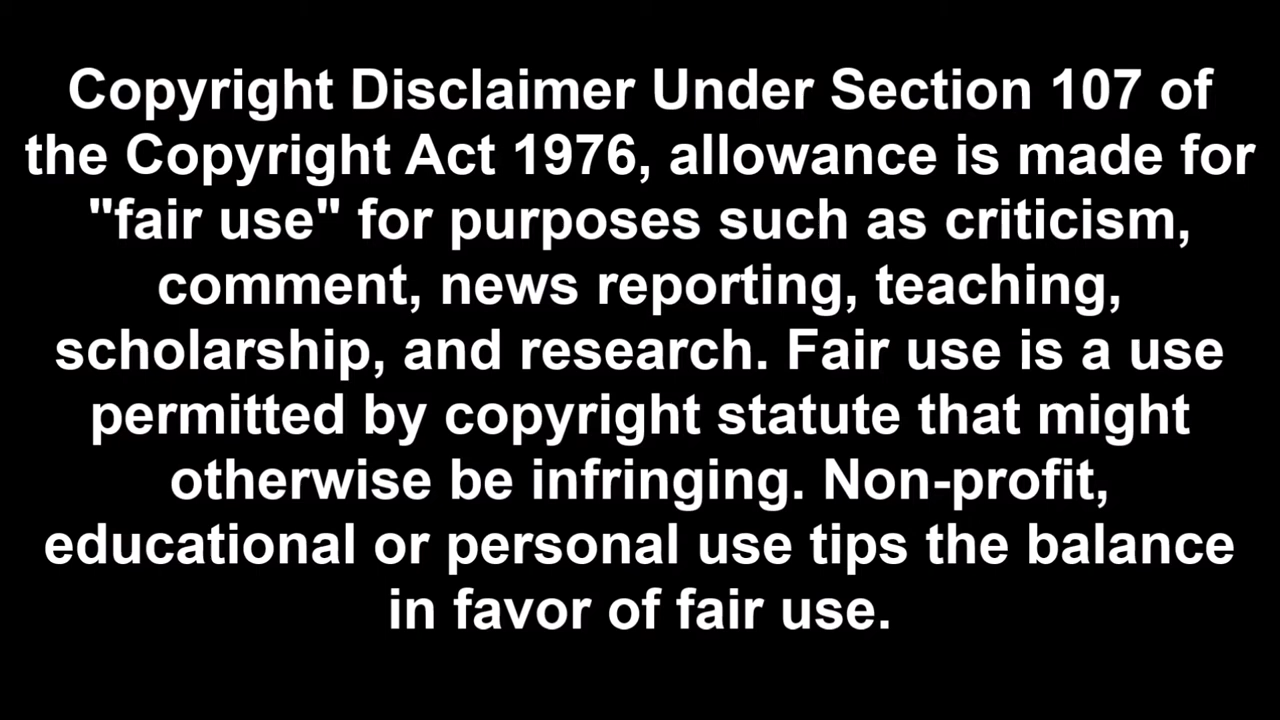 Copyright Disclaimer Under Section 107 of
the Copyright Act 1976, allowance is made for
"fair use" for purposes such as criticism,
comment, news reporting, teaching,
scholarship, and research. Fair use is a use
permitted by copyright statute that might
otherwise be infringing. Non-profit,
educational or personal use tips the balance
in favor of fair use.